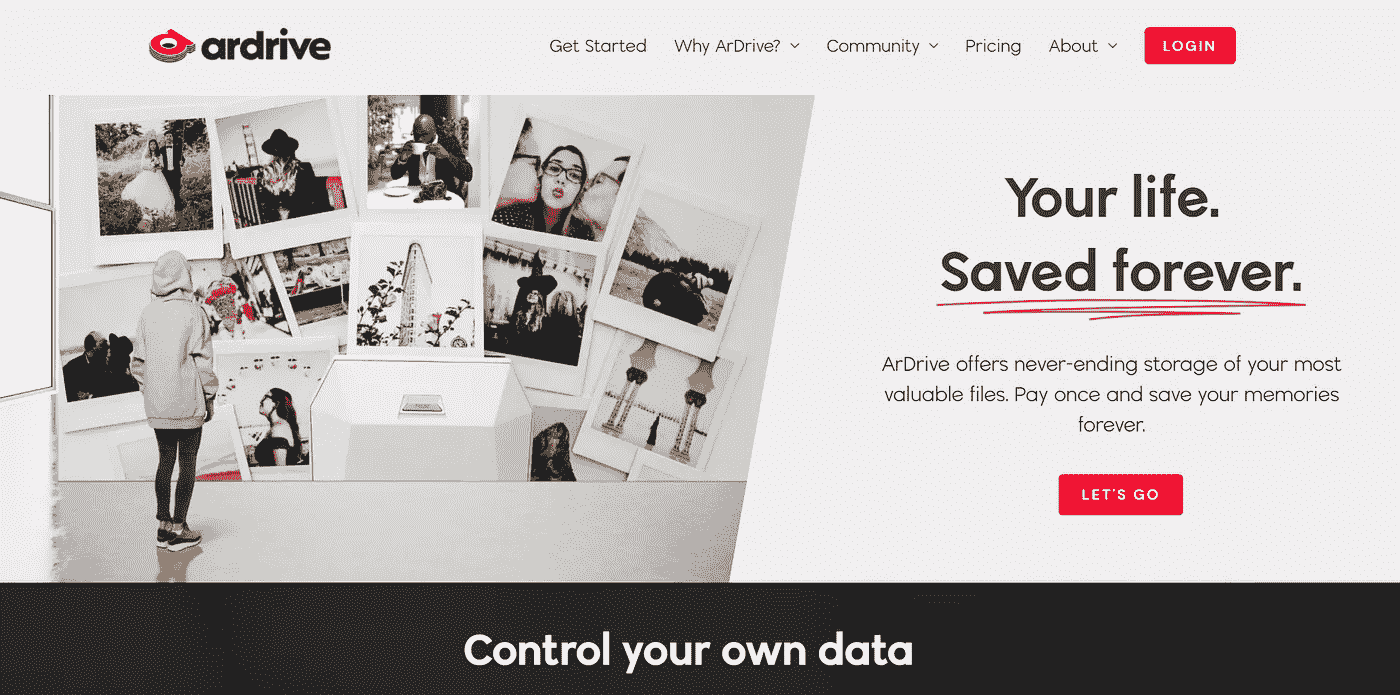 ardrive
Get Started Why ArDrive? Community Pricing About LOGIN
Your life.
Saved forever.
ArDrive offers never-ending storage of your most
valuable files. Pay once and save your memories
forever.
LET'S GO
Control your own data